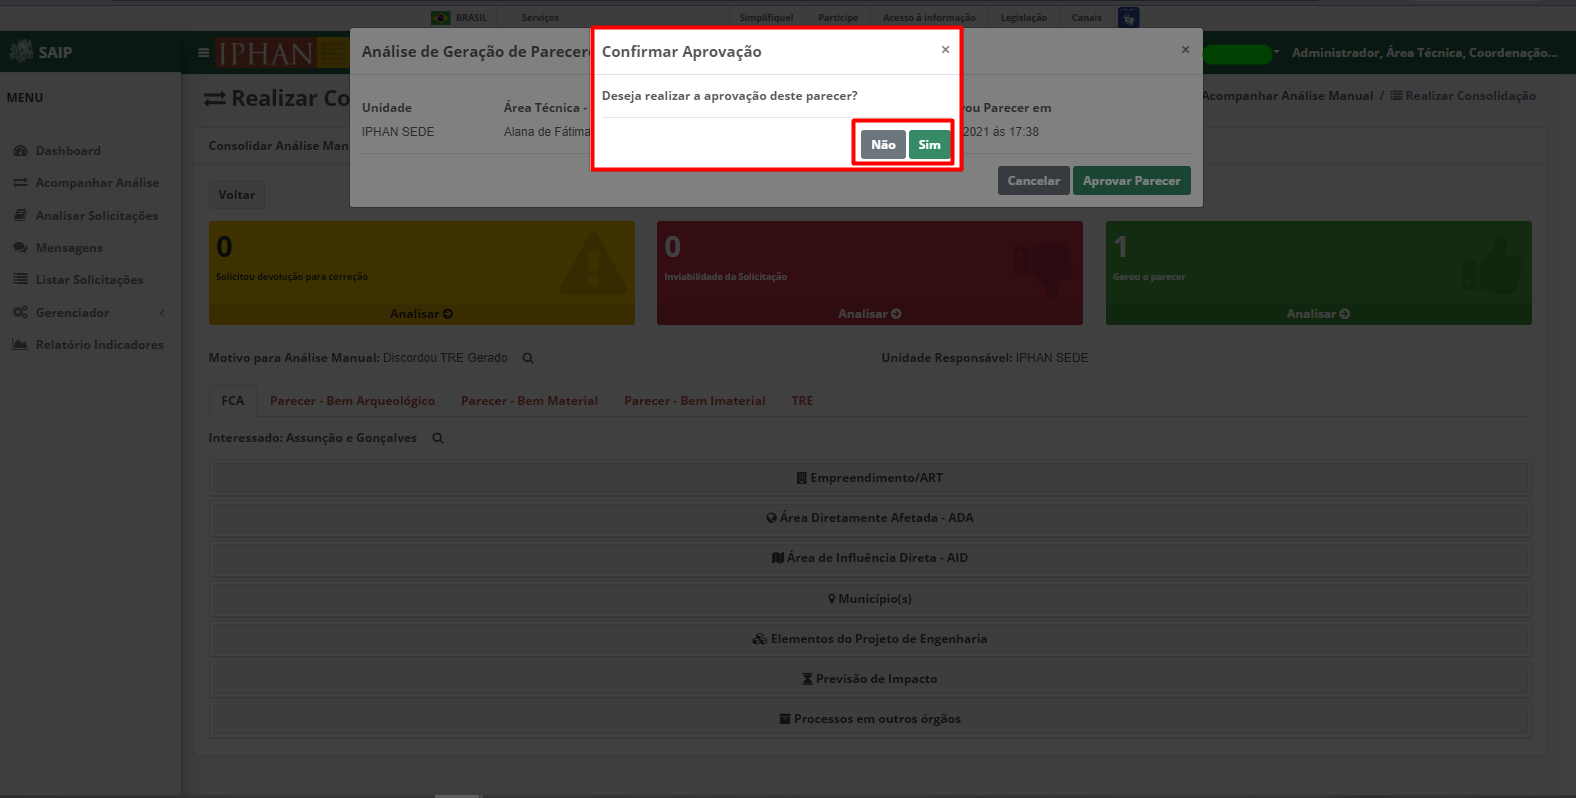 BRASIL Serviços Simplifique! Participe Acesso à informação Legislação Canais
SAIP
IPHAN
Administrador, Área Técnica, Coordenação...
MENU
Dashboard
Acompanhar Análise
Analisar Solicitações
Mensagens
Listar Solicitações
Gerenciador
Relatório Indicadores
Realizar Co
Acompanhar Análise Manual / Realizar Consolidação
Análise de Geração de Parecer
×
Unidade Área Técnica - ou Parecer em
IPHAN SEDE Alana de Fátima 2021 às 17:38
Cancelar Aprovar Parecer
Confirmar Aprovação ×
Deseja realizar a aprovação deste parecer?
Não Sim
Consolidar Análise Man
Voltar
0
Solicitou devolução para correção
Analisar
0
Inviabilidade da Solicitação
Analisar
1
Gerou o parecer
Analisar
Motivo para Análise Manual: Discordou TRE Gerado
Unidade Responsável: IPHAN SEDE
FCA Parecer - Bem Arqueológico Parecer - Bem Material Parecer - Bem Imaterial TRE
Interessado: Assunção e Gonçalves
Empreendimento/ART
Área Diretamente Afetada - ADA
Área de Influência Direta - AID
Município(s)
Elementos do Projeto de Engenharia
Previsão de Impacto
Processos em outros órgãos